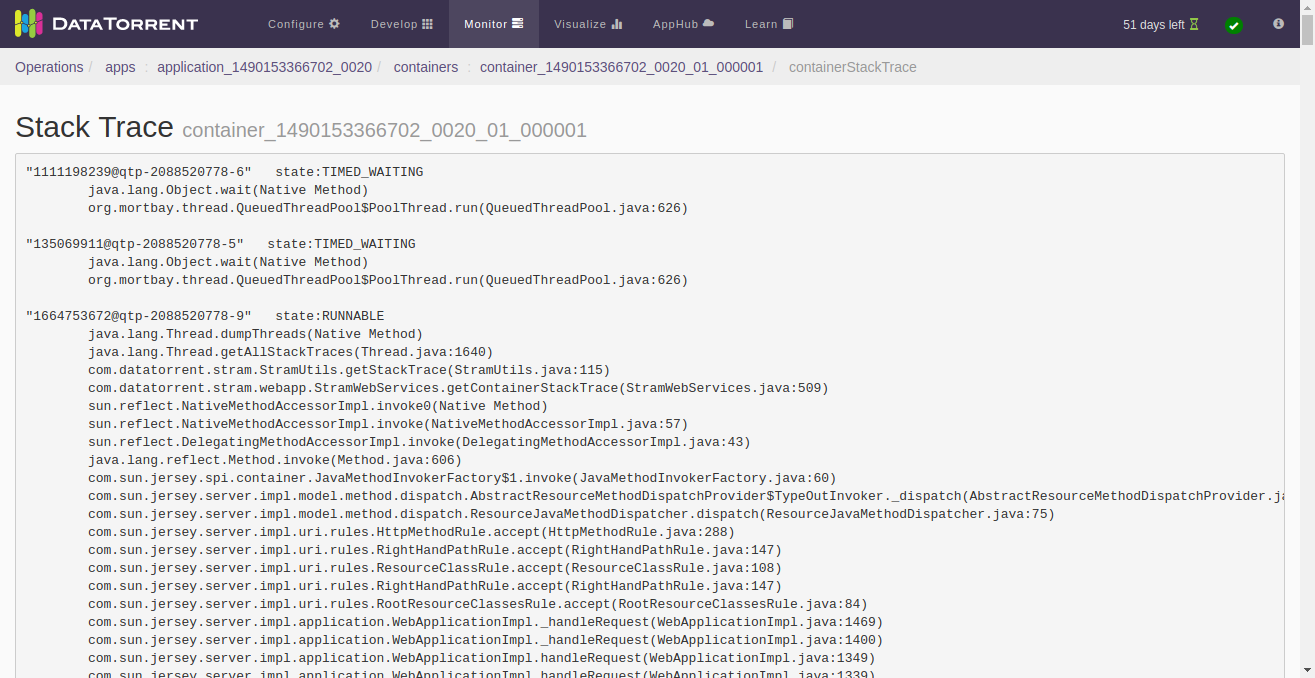 DATATORRENT Configure Develop Monitor Visualize AppHub Learn 51 days left
Operations / apps : application_1490153366702_0020 / containers : container_1490153366702_0020_01_000001 / containerStackTrace
Stack Trace container_1490153366702_0020_01_000001
"1111198239@qtp-2088520778-6" state:TIMED_WAITING
java.lang.Object.wait(Native Method)
org.mortbay.thread.QueuedThreadPool$PoolThread.run(QueuedThreadPool.java:626)
"135069911@qtp-2088520778-5" state:TIMED_WAITING
java.lang.Object.wait(Native Method)
org.mortbay.thread.QueuedThreadPool$PoolThread.run(QueuedThreadPool.java:626)
"1664753672@qtp-2088520778-9" state:RUNNABLE
java.lang.Thread.dumpThreads(Native Method)
java.lang.Thread.getAllStackTraces(Thread.java:1640)
com.datatorrent.stram.StramUtils.getStackTrace(StramUtils.java:115)
com.datatorrent.stram.webapp.StramWebServices.getContainerStackTrace(StramWebServices.java:509)
sun.reflect.NativeMethodAccessorImpl.invoke0(Native Method)
sun.reflect.NativeMethodAccessorImpl.invoke(NativeMethodAccessorImpl.java:57)
sun.reflect.DelegatingMethodAccessorImpl.invoke(DelegatingMethodAccessorImpl.java:43)
java.lang.reflect.Method.invoke(Method.java:606)
com.sun.jersey.spi.container.JavaMethodInvokerFactory$1.invoke(JavaMethodInvokerFactory.java:60)
com.sun.jersey.server.impl.model.method.dispatch.AbstractResourceMethodDispatchProvider$TypeOutInvoker._dispatch(AbstractResourceMethodDispatchProvider.ja
com.sun.jersey.server.impl.model.method.dispatch.ResourceJavaMethodDispatcher.dispatch(ResourceJavaMethodDispatcher.java:75)
com.sun.jersey.server.impl.uri.rules.HttpMethodRule.accept(HttpMethodRule.java:288)
com.sun.jersey.server.impl.uri.rules.RightHandPathRule.accept(RightHandPathRule.java:147)
com.sun.jersey.server.impl.uri.rules.ResourceClassRule.accept(ResourceClassRule.java:108)
com.sun.jersey.server.impl.uri.rules.RightHandPathRule.accept(RightHandPathRule.java:147)
com.sun.jersey.server.impl.uri.rules.RootResourceClassesRule.accept(RootResourceClassesRule.java:84)
com.sun.jersey.server.impl.application.WebApplicationImpl._handleRequest(WebApplicationImpl.java:1469)
com.sun.jersey.server.impl.application.WebApplicationImpl._handleRequest(WebApplicationImpl.java:1400)
com.sun.jersey.server.impl.application.WebApplicationImpl.handleRequest(WebApplicationImpl.java:1349)
com.sun.jersey.server.impl.application.WebApplicationImpl.handleRequest(WebApplicationImpl.java:1339)